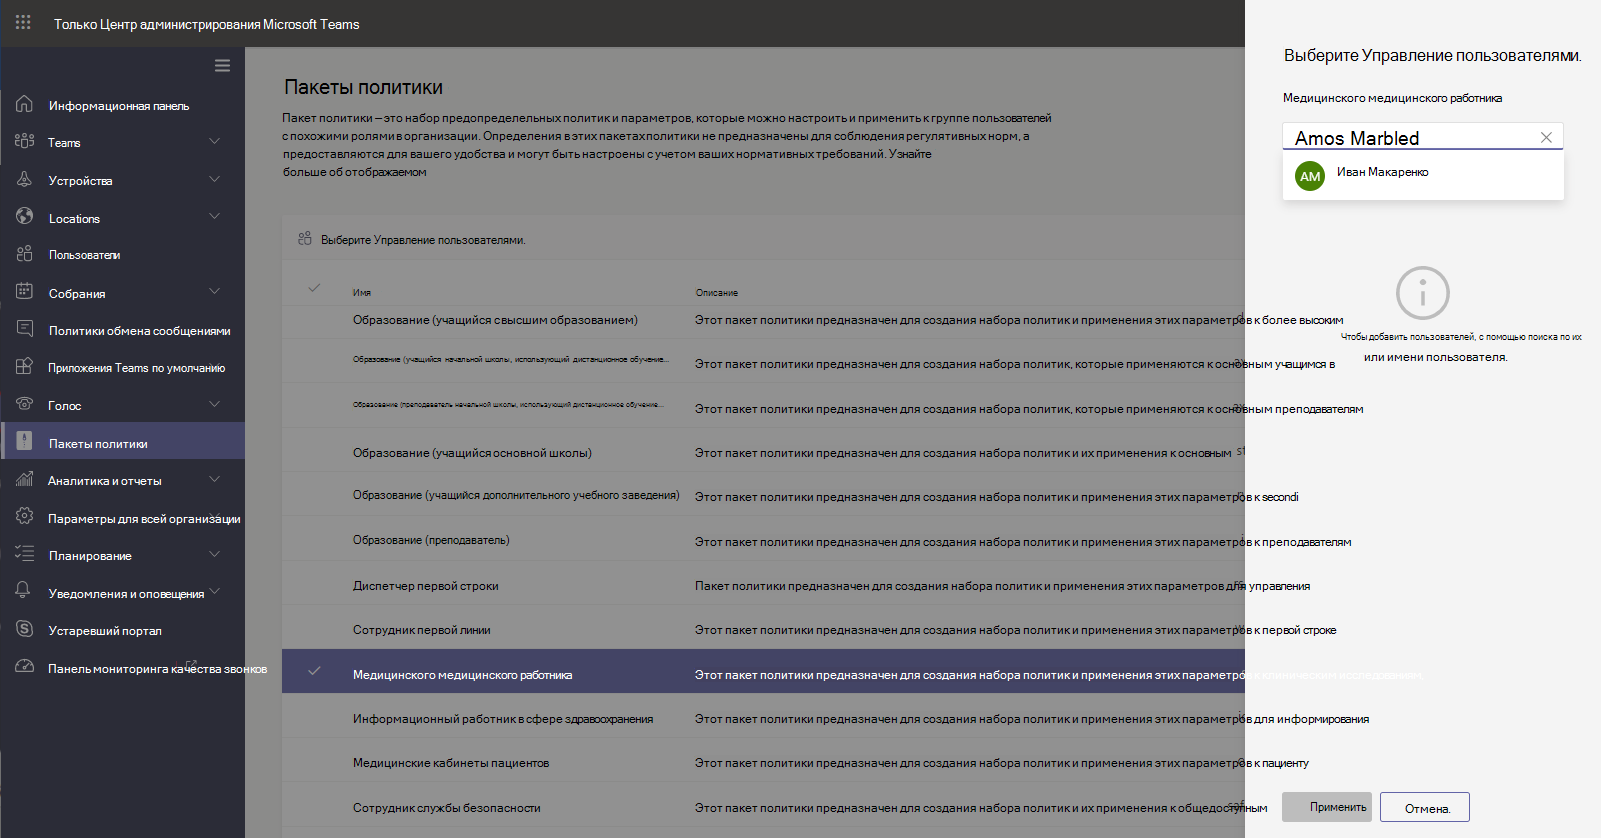 Только Центр администрирования Microsoft Teams
Информационная панель
Teams
Устройства
Locations
Пользователи
Собрания
Политики обмена сообщениями
Приложения Teams по умолчанию
Голос
Пакеты политики
Аналитика и отчеты
Параметры для всей организации
Планирование
Уведомления и оповещения
Устаревший портал
Панель мониторинга качества звонков
Пакеты политики
Пакет политики – это набор предопредельных политик и параметров, которые можно настроить и применить к группе пользователей
с похожими ролями в организации. Определения в этих пакетах политики не предназначены для соблюдения регулятивных норм, а
предоставляются для вашего удобства и могут быть настроены с учетом ваших нормативных требований. Узнайте
больше об отображаемом
Выберите Управление пользователями.
Имя Описание
Образование (учащийся с высшим образованием) Этот пакет политики предназначен для создания набора политик и применения этих параметров к более высоким
Образование (учащийся начальной школы, использующий дистанционное обучение... Этот пакет политики предназначен для создания набора политик, которые применяются к основным учащимся в
Образование (преподаватель начальной школы, использующий дистанционное обучение... Этот пакет политики предназначен для создания набора политик, которые применяются к основным преподавателям
Образование (учащийся основной школы) Этот пакет политики предназначен для создания набора политик и их применения к основным
Образование (учащийся дополнительного учебного заведения) Этот пакет политики предназначен для создания набора политик и применения этих параметров к secondi
Образование (преподаватель) Этот пакет политики предназначен для создания набора политик и применения этих параметров к преподавателям
Диспетчер первой строки Пакет политики предназначен для создания набора политик и применения этих параметров для управления
Сотрудник первой линии Этот пакет политики предназначен для создания набора политик и применения этих параметров к первой строке
Медицинского медицинского работника Этот пакет политики предназначен для создания набора политик и применения этих параметров к клиническим исследованиям,
Информационный работник в сфере здравоохранения Этот пакет политики предназначен для создания набора политик и применения этих параметров для информирования
Медицинские кабинеты пациентов Этот пакет политики предназначен для создания набора политик и применения этих параметров к пациенту
Сотрудник службы безопасности Этот пакет политики предназначен для создания набора политик и их применения к общедоступным
Выберите Управление пользователями.
Медицинского медицинского работника
Amos Marbled
AM Иван Макаренко
Чтобы добавить пользователей, с помощью поиска по их
или имени пользователя.
Применить
Отмена.